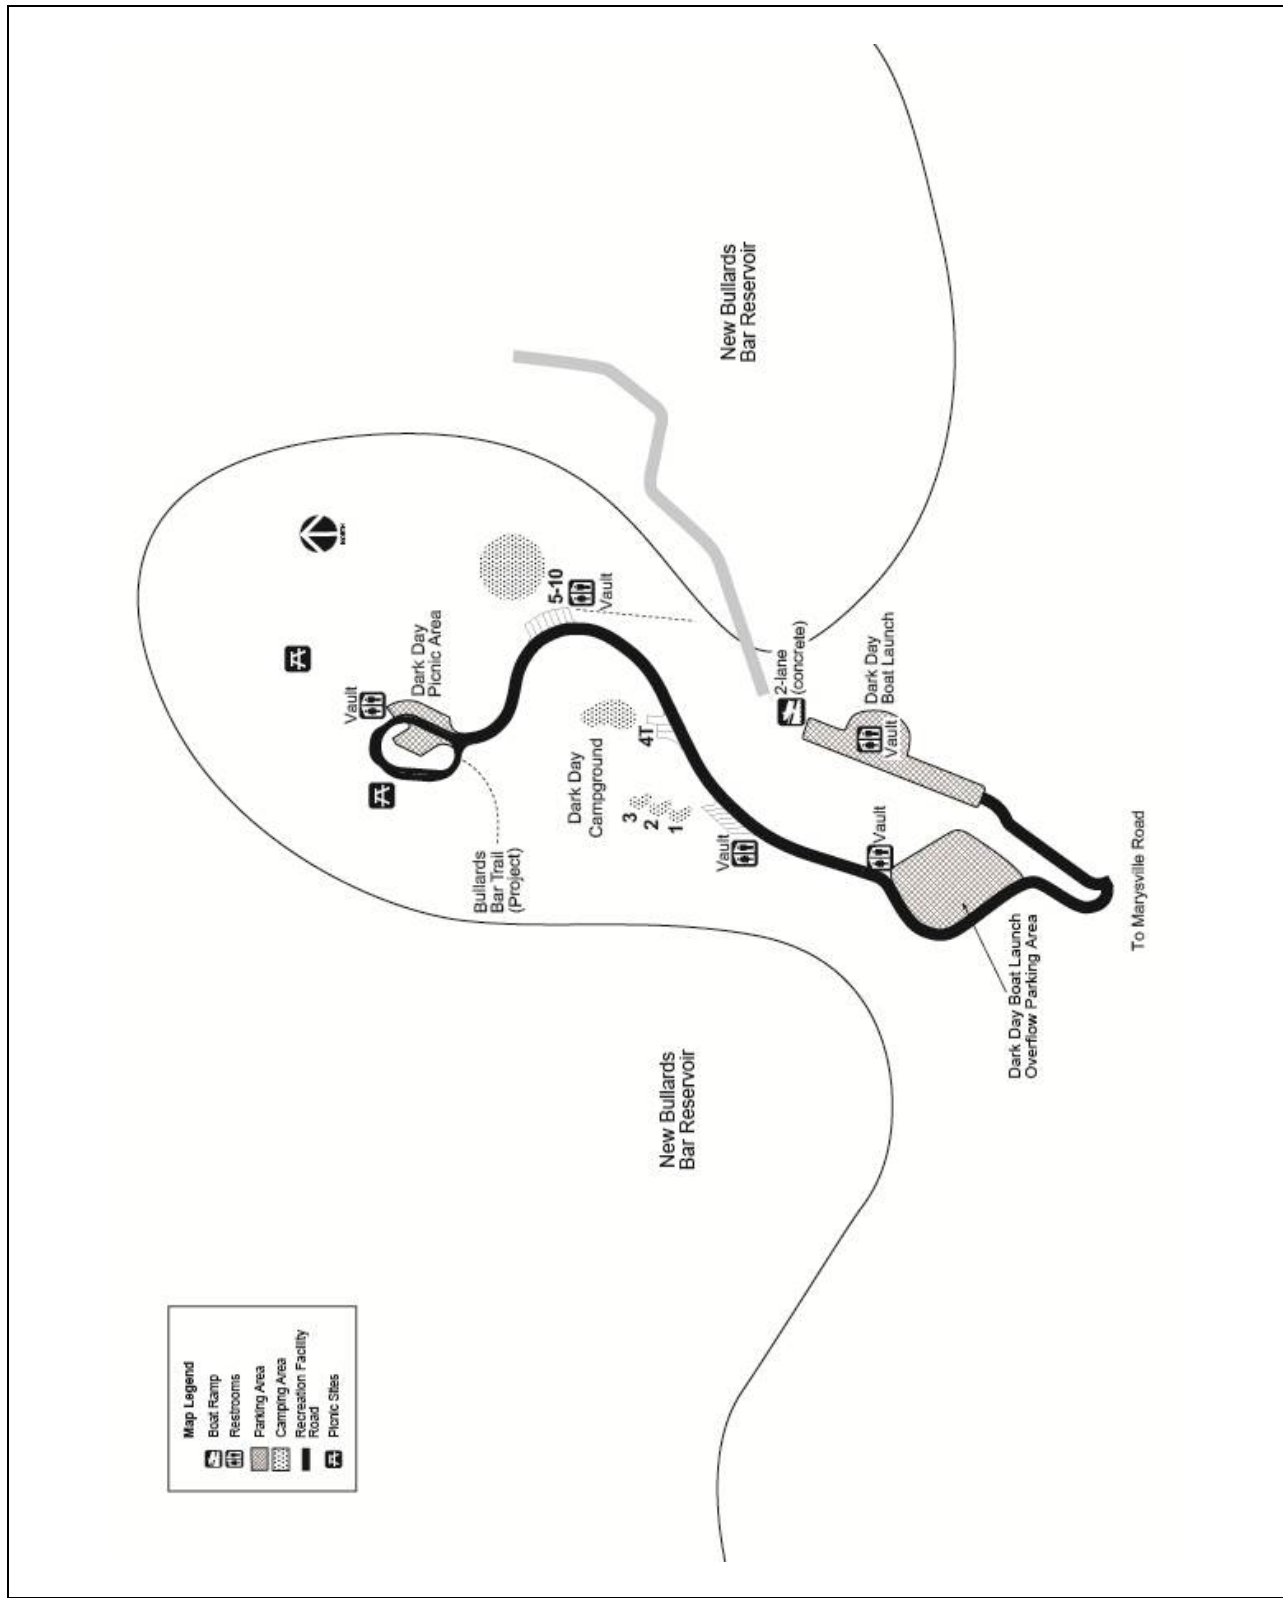 Map Legend
Boat Ramp
Restrooms
Parking Area
Camping Area
Recreation Facility
Road
Picnic Sites
New Bullards
Bar Reservoir
New Bullards
Bar Reservoir
NORTH
Vault
Dark Day
Picnic Area
Bullards
Bar Trail
(Project)
5-10
Vault
Dark Day
Campground
4T
3
2
1
Vault
2-lane
(concrete)
Dark Day
Boat Launch
Vault
Vault
Dark Day Boat Launch
Overflow Parking Area
To Marysville Road